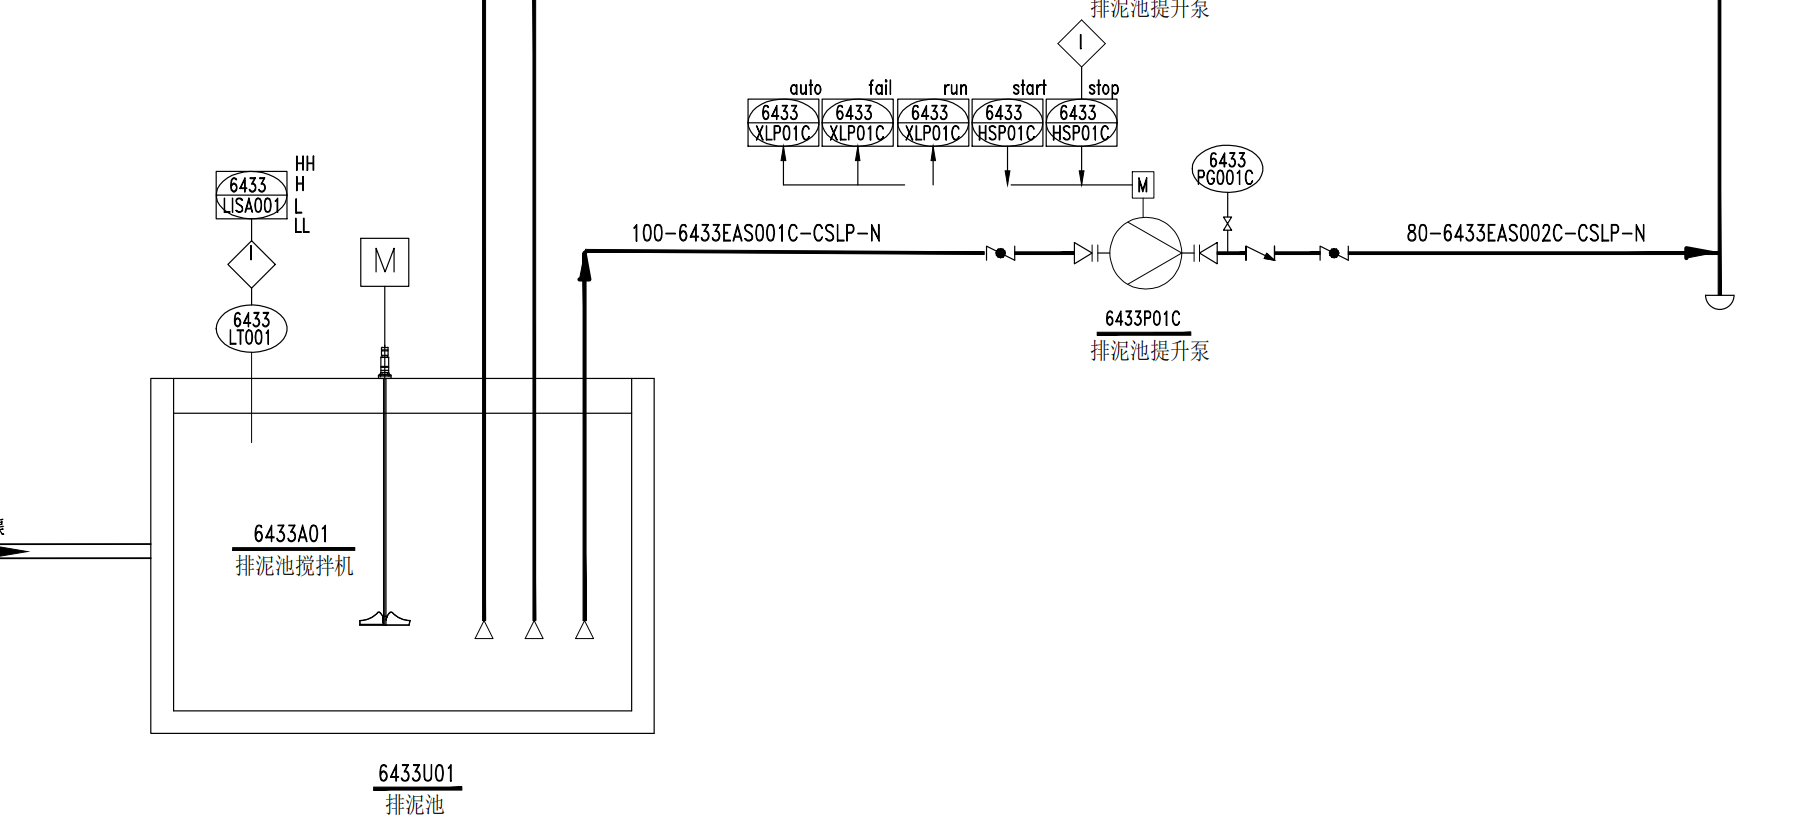 排泥池提升泵
I
auto fail run start stop
6433 6433 6433 6433 6433
XLP01C XLP01C XLP01C HSP01C HSP01C
6433
PG001C
M
HH
H
L
LL
6433
LISA001
I
M
6433
LT001
100-6433EAS001C-CSLP-N
80-6433EAS002C-CSLP-N
6433P01C
排泥池提升泵
6433A01
排泥池搅拌机
6433U01
排泥池